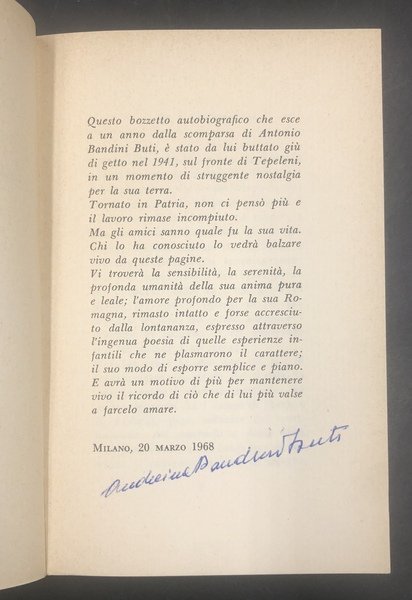 Questo bozzetto autobiografico che esce
a un anno dalla scomparsa di Antonio
Bandini Buti, è stato da lui buttato giù
di getto nel 1941, sul fronte di Tepeleni,
in un momento di struggente nostalgia
per la sua terra.
Tornato in Patria, non ci pensò più e
il lavoro rimase incompiuto.
Ma gli amici sanno quale fu la sua vita.
Chi lo ha conosciuto lo vedrà balzare
vivo da queste pagine.
Vi troverà la sensibilità, la serenità, la
profonda umanità della sua anima pura
e leale; l'amore profondo per la sua Ro-
magna, rimasto intatto e forse accresciu-
to dalla lontananza, espresso attraverso
l'ingenua poesia di quelle esperienze in-
fantili che ne plasmarono il carattere;
il suo modo di esporre semplice e piano.
E avrà un motivo di più per mantenere
vivo il ricordo di ciò che di lui più valse
a farcelo amare.
Milano, 20 marzo 1968
Andreina Bandini Buti